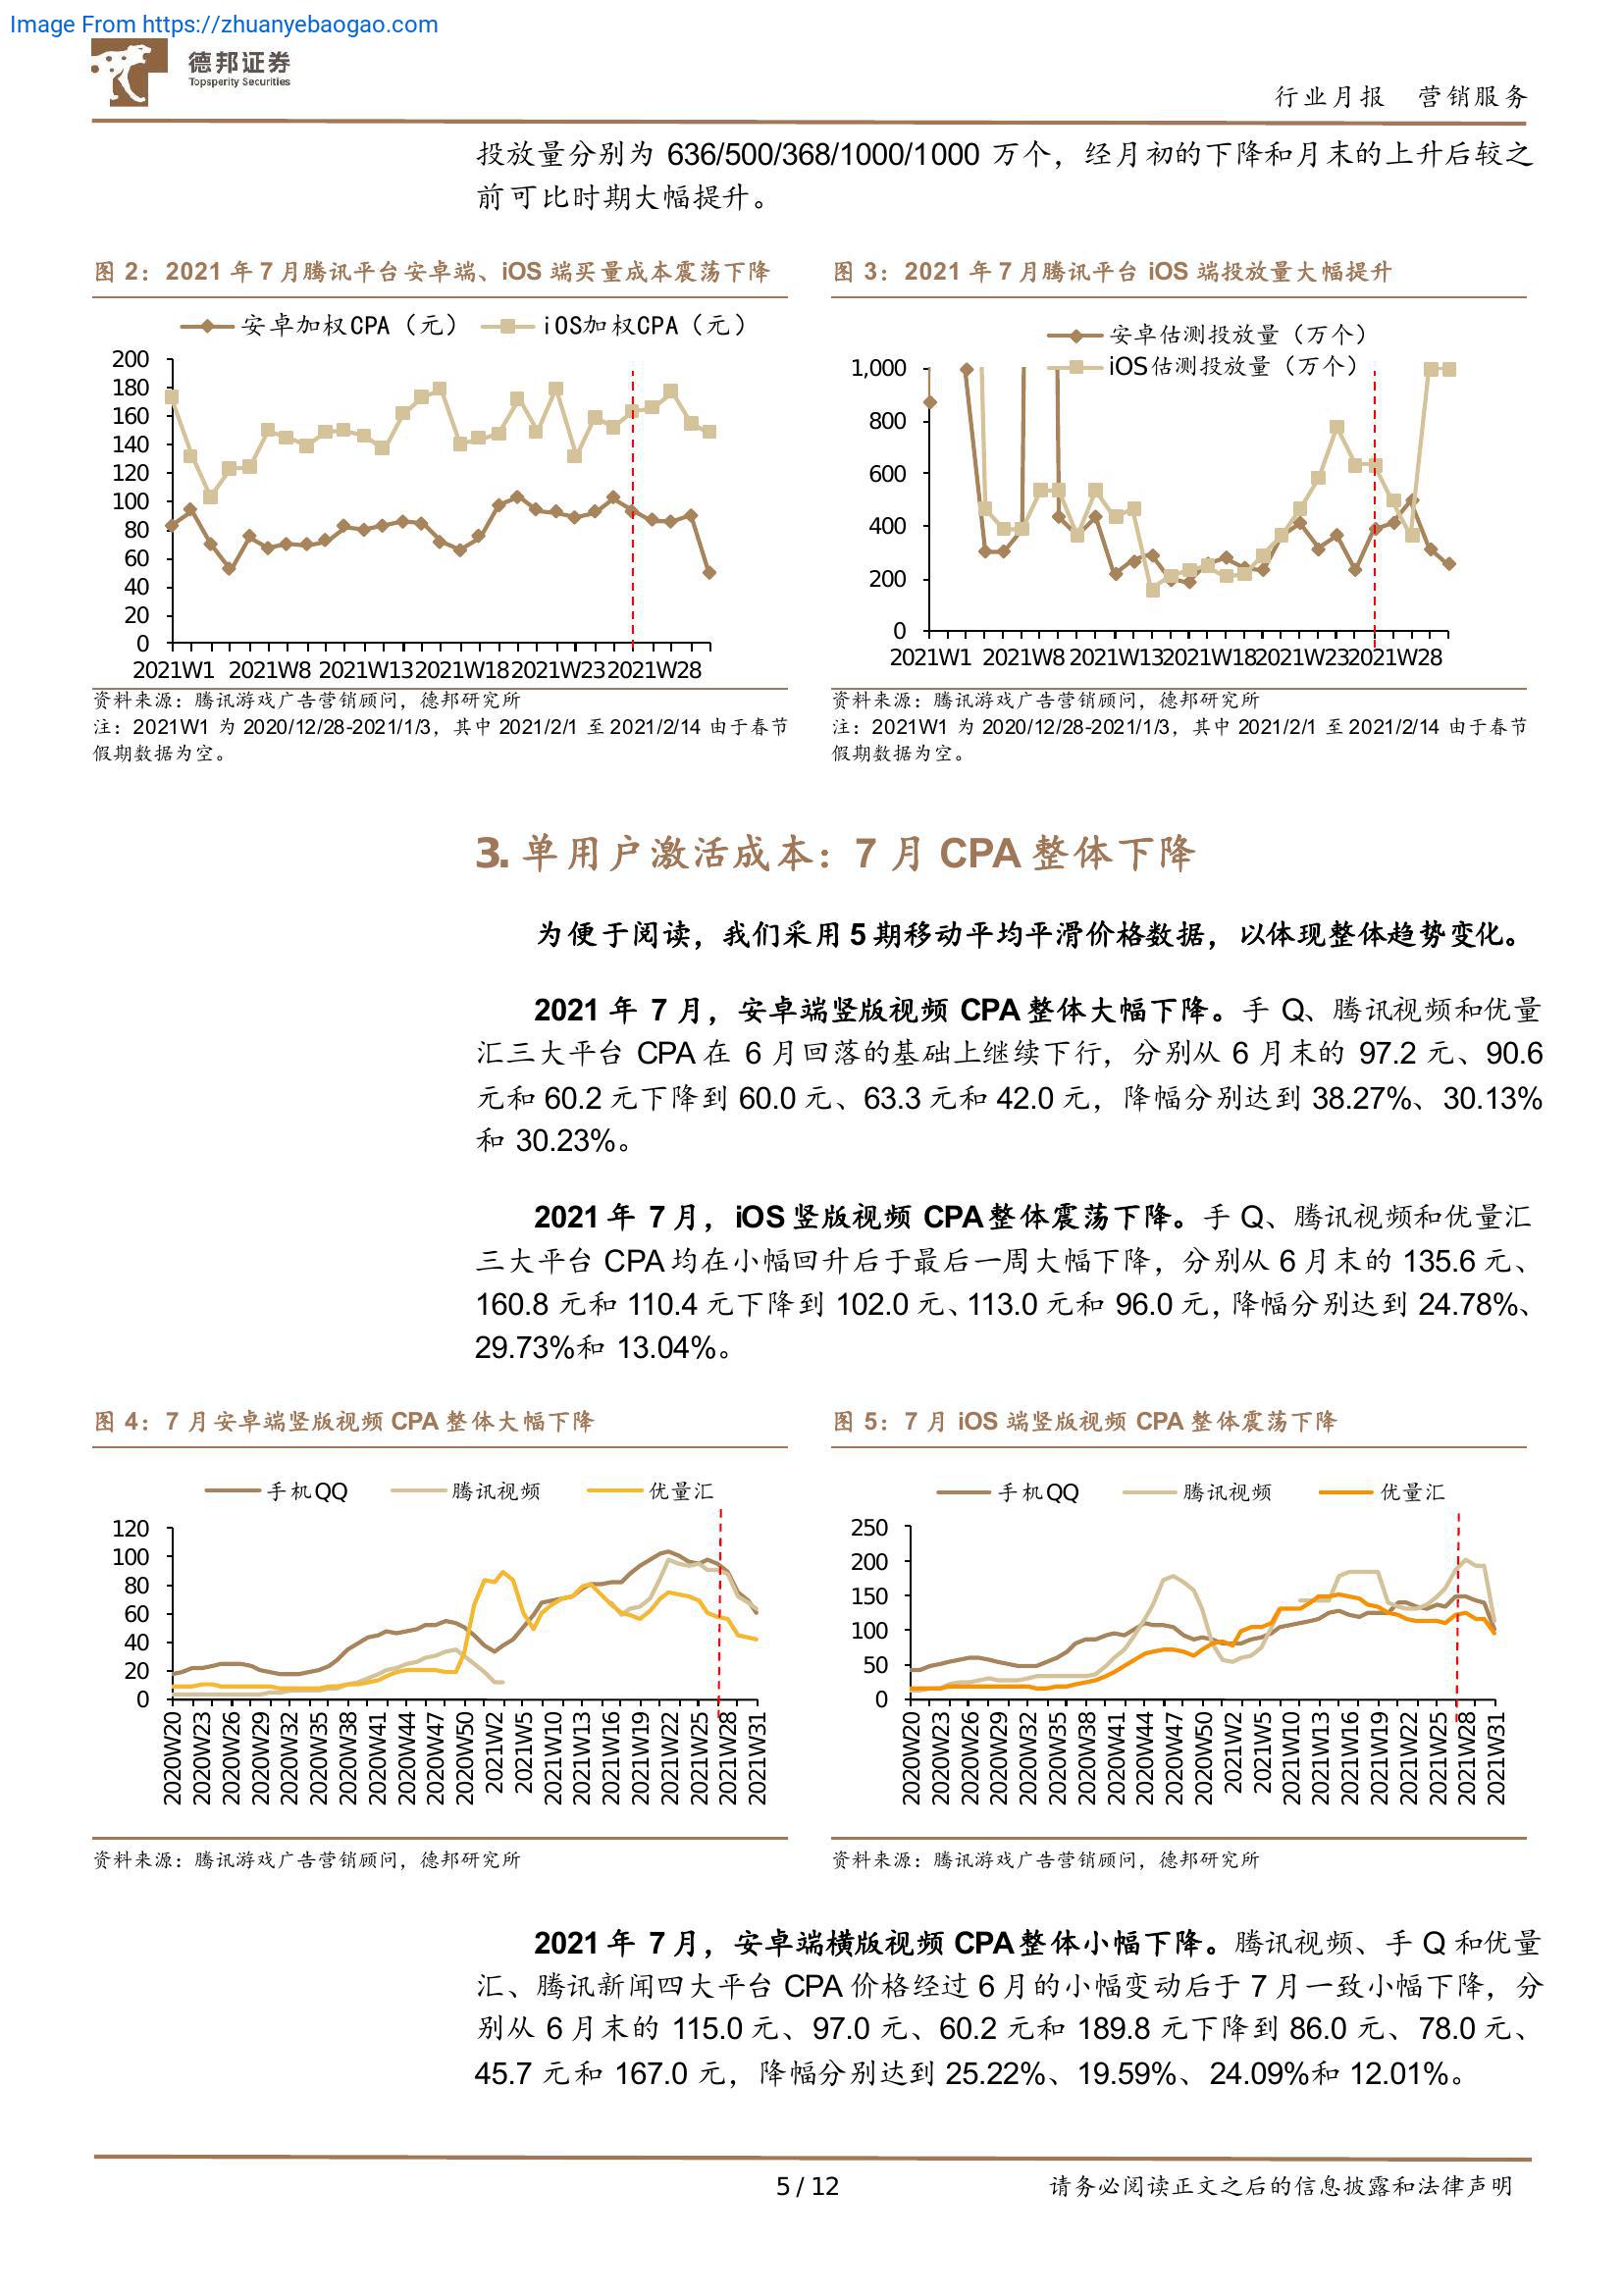 Image From https://zhuanyebaogao.com
德邦证券
Topsperity Securities
行业月报 营销服务
投放量分别为 636/500/368/1000/1000 万个，经月初的下降和月末的上升后较之
前可比时期大幅提升。
图 2：2021 年 7 月腾讯平台安卓端、iOS 端买量成本震荡下降
安卓加权CPA（元） iOS加权CPA（元）
200
180
160
140
120
100
80
60
40
20
0
2021W1 2021W8 2021W13 2021W18 2021W23 2021W28
资料来源：腾讯游戏广告营销顾问，德邦研究所
注：2021W1 为 2020/12/28-2021/1/3，其中 2021/2/1 至 2021/2/14 由于春节
假期数据为空。
图 3：2021 年 7 月腾讯平台 iOS 端投放量大幅提升
安卓估测投放量（万个）
iOS估测投放量（万个）
1,000
800
600
400
200
0
2021W1 2021W8 2021W13 2021W18 2021W23 2021W28
资料来源：腾讯游戏广告营销顾问，德邦研究所
注：2021W1 为 2020/12/28-2021/1/3，其中 2021/2/1 至 2021/2/14 由于春节
假期数据为空。
3. 单用户激活成本：7 月 CPA 整体下降
为便于阅读，我们采用 5 期移动平均平滑价格数据，以体现整体趋势变化。
2021 年 7 月，安卓端竖版视频 CPA 整体大幅下降。手 Q、腾讯视频和优量
汇三大平台 CPA 在 6 月回落的基础上继续下行，分别从 6 月末的 97.2 元、90.6
元和 60.2 元下降到 60.0 元、63.3 元和 42.0 元，降幅分别达到 38.27%、30.13%
和 30.23%。
2021 年 7 月，iOS 竖版视频 CPA 整体震荡下降。手 Q、腾讯视频和优量汇
三大平台 CPA 均在小幅回升后于最后一周大幅下降，分别从 6 月末的 135.6 元、
160.8 元和 110.4 元下降到 102.0 元、113.0 元和 96.0 元，降幅分别达到 24.78%、
29.73%和 13.04%。
图 4：7 月安卓端竖版视频 CPA 整体大幅下降
手机QQ 腾讯视频 优量汇
120
100
80
60
40
20
0
2020W20 2020W23 2020W26 2020W29 2020W32 2020W35 2020W38 2020W41 2020W44 2020W47 2020W50 2021W2 2021W5 2021W10 2021W13 2021W16 2021W19 2021W22 2021W25 2021W28 2021W31
资料来源：腾讯游戏广告营销顾问，德邦研究所
图 5：7 月 iOS 端竖版视频 CPA 整体震荡下降
手机QQ 腾讯视频 优量汇
250
200
150
100
50
0
2020W20 2020W23 2020W26 2020W29 2020W32 2020W35 2020W38 2020W41 2020W44 2020W47 2020W50 2021W2 2021W5 2021W10 2021W13 2021W16 2021W19 2021W22 2021W25 2021W28 2021W31
资料来源：腾讯游戏广告营销顾问，德邦研究所
2021 年 7 月，安卓端横版视频 CPA 整体小幅下降。腾讯视频、手 Q 和优量
汇、腾讯新闻四大平台 CPA 价格经过 6 月的小幅变动后于 7 月一致小幅下降，分
别从 6 月末的 115.0 元、97.0 元、60.2 元和 189.8 元下降到 86.0 元、78.0 元、
45.7 元和 167.0 元，降幅分别达到 25.22%、19.59%、24.09%和 12.01%。
5 / 12
请务必阅读正文之后的信息披露和法律声明